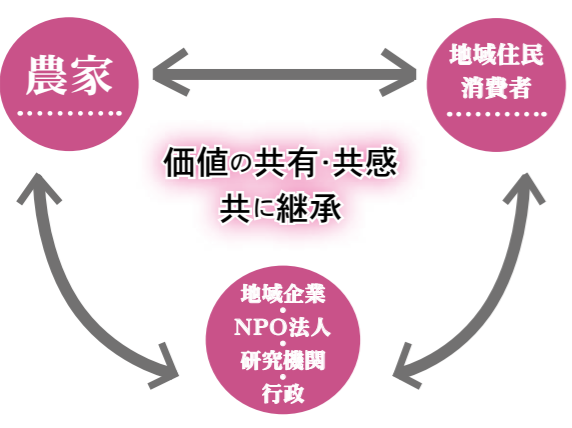 農家
地域住民
消費者
価値の共有・共感
共に継承
地域企業
・
NPO法人
・
研究機関
・
行政